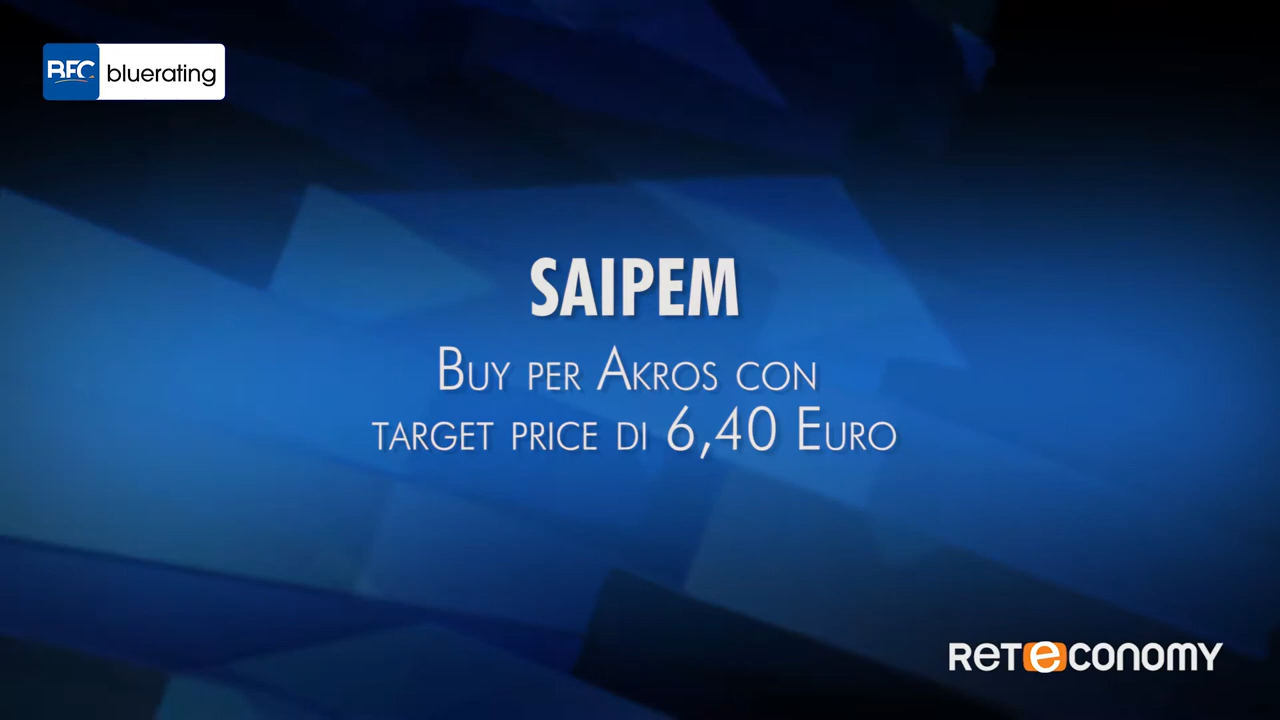 BFC bluerating
SAIPEM
Buy per Akros con
target price di 6,40 Euro
RETeCONOMY